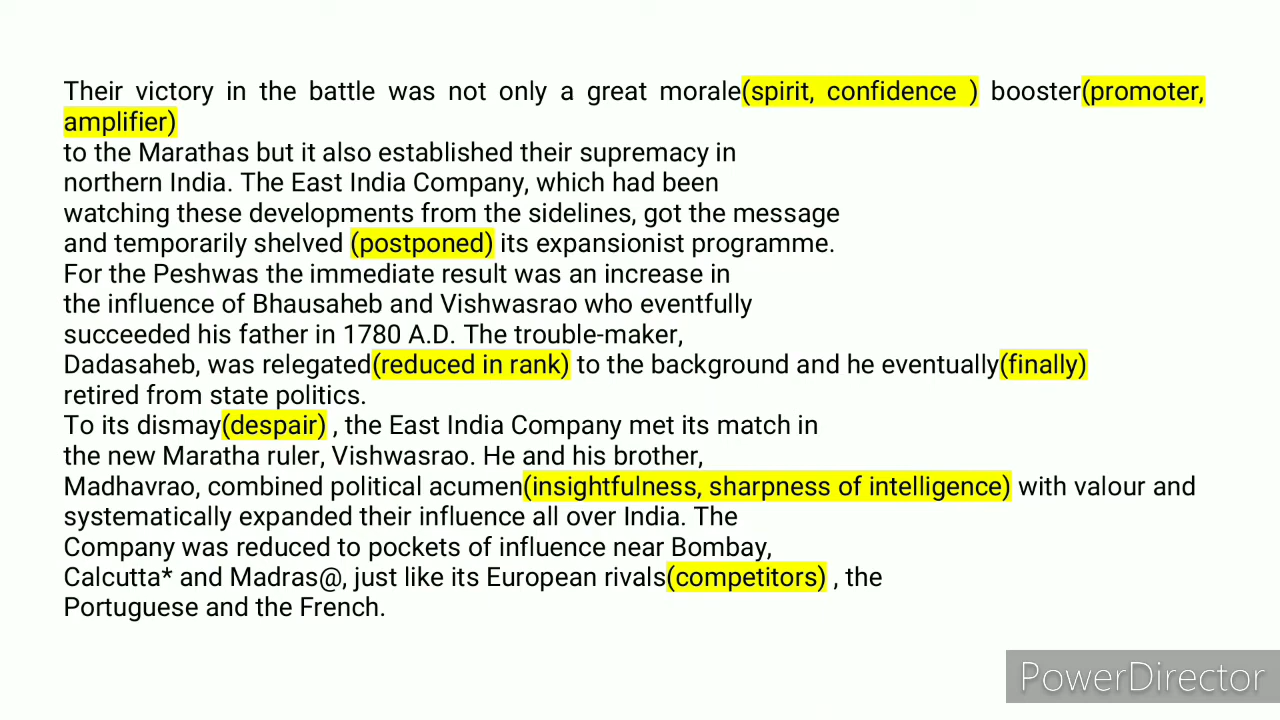 Their victory in the battle was not only a great morale(spirit, confidence ) booster(promoter,
amplifier)
to the Marathas but it also established their supremacy in
northern India. The East India Company, which had been
watching these developments from the sidelines, got the message
and temporarily shelved (postponed) its expansionist programme.
For the Peshwas the immediate result was an increase in
the influence of Bhausaheb and Vishwasrao who eventfully
succeeded his father in 1780 A.D. The trouble-maker,
Dadasaheb, was relegated(reduced in rank) to the background and he eventually(finally)
retired from state politics.
To its dismay(despair) , the East India Company met its match in
the new Maratha ruler, Vishwasrao. He and his brother,
Madhavrao, combined political acumen(insightfulness, sharpness of intelligence) with valour and
systematically expanded their influence all over India. The
Company was reduced to pockets of influence near Bombay,
Calcutta* and Madras@, just like its European rivals(competitors) , the
Portuguese and the French.
PowerDirector